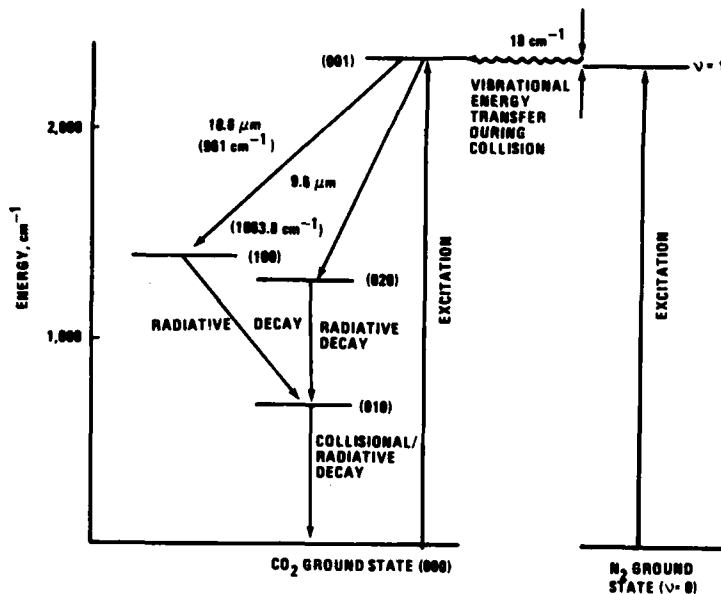 18 cm⁻¹
(001)
ν = 1
VIBRATIONAL
ENERGY
TRANSFER
DURING
COLLISION
2,000
10.6 μm
(961 cm⁻¹)
9.6 μm
(1063.8 cm⁻¹)
(100)
(020)
ENERGY, cm⁻¹
EXCITATION
EXCITATION
RADIATIVE
DECAY
RADIATIVE
DECAY
1,000
(010)
COLLISIONAL/
RADIATIVE
DECAY
CO₂ GROUND STATE (000)
N₂ GROUND
STATE (ν = 0)